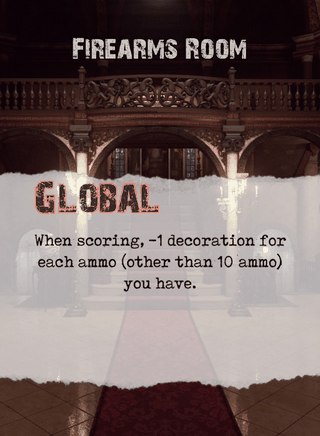 FIREARMS ROOM
GLOBAL
When scoring, -1 decoration for
each ammo (other than 10 ammo)
you have.